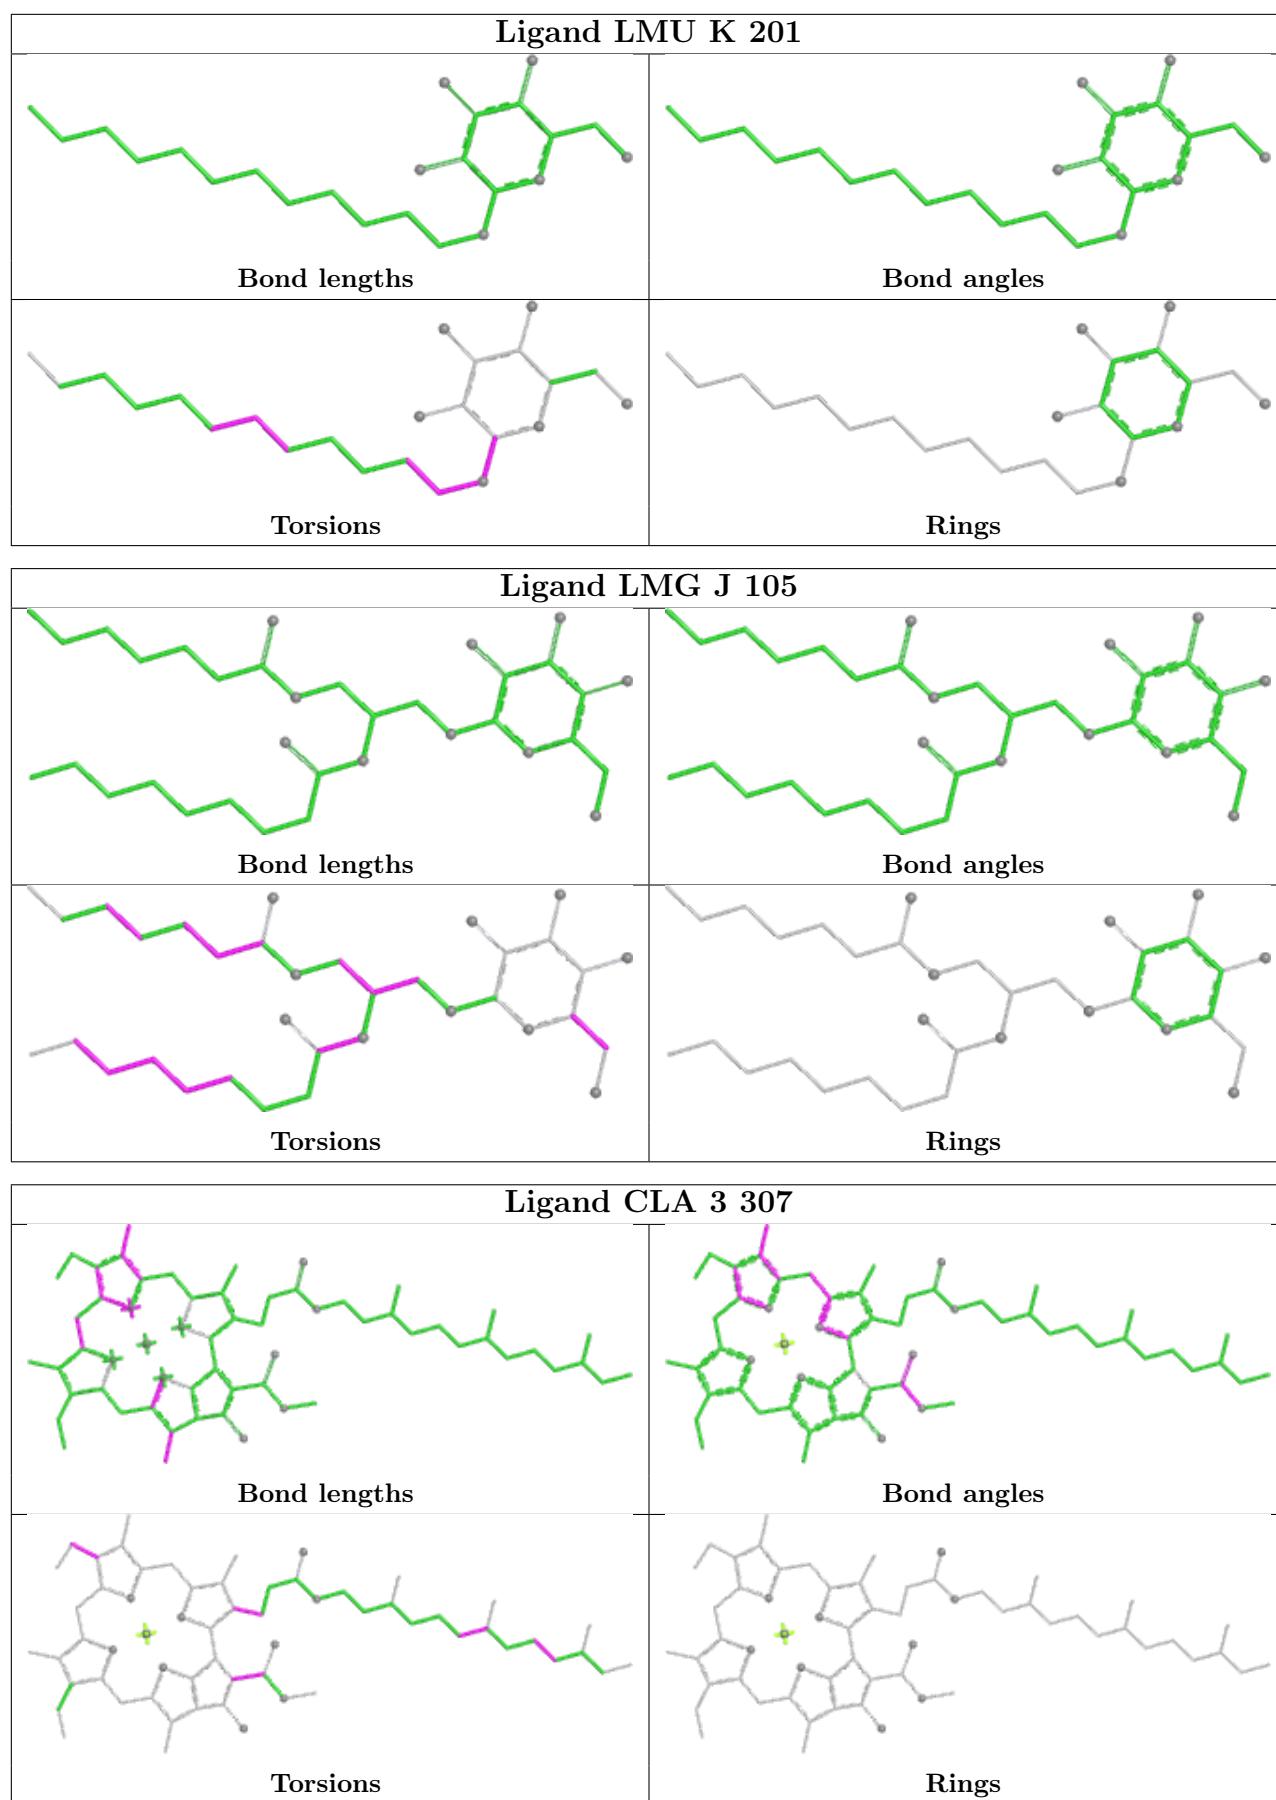 Ligand LMU K 201
Bond lengths
Bond angles
Torsions
Rings
Ligand LMG J 105
Bond lengths
Bond angles
Torsions
Rings
Ligand CLA 3 307
Bond lengths
Bond angles
Torsions
Rings